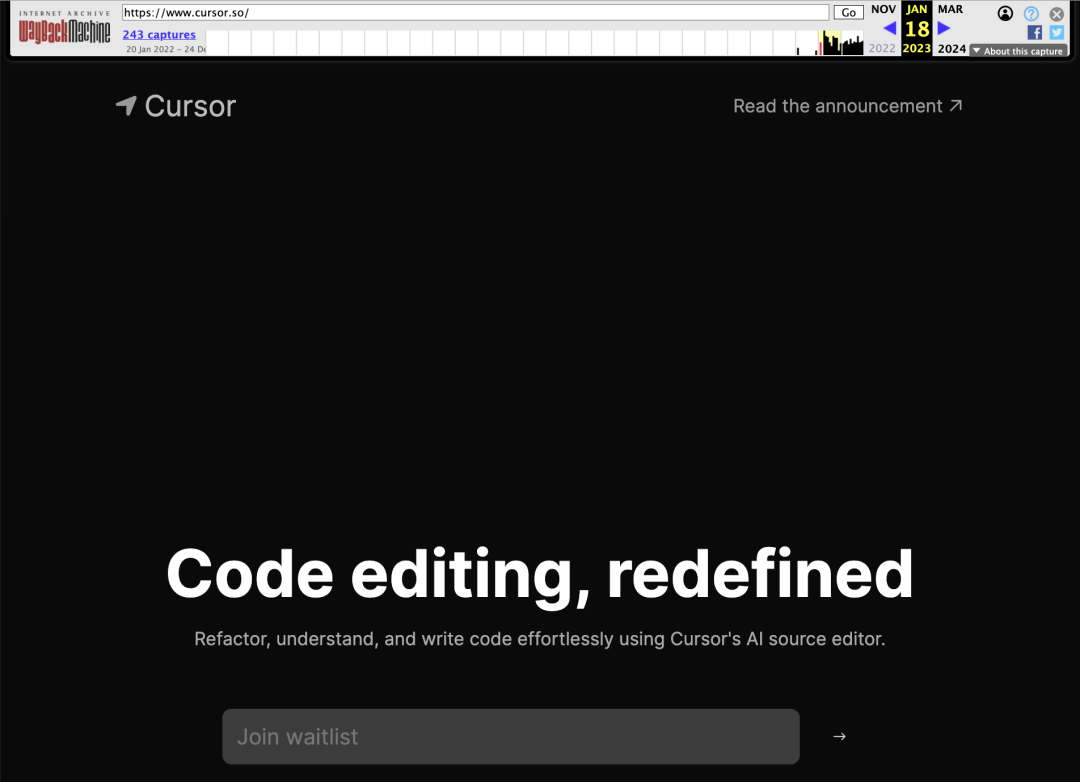 INTERNET ARCHIVE
WayBackMachine
https://www.cursor.so/
Go
243 captures
20 Jan 2022 – 24 De
NOV
JAN
MAR
18
2022
2023
2024
About this capture
Cursor
Read the announcement ↗
Code editing, redefined
Refactor, understand, and write code effortlessly using Cursor's AI source editor.
Join waitlist
→